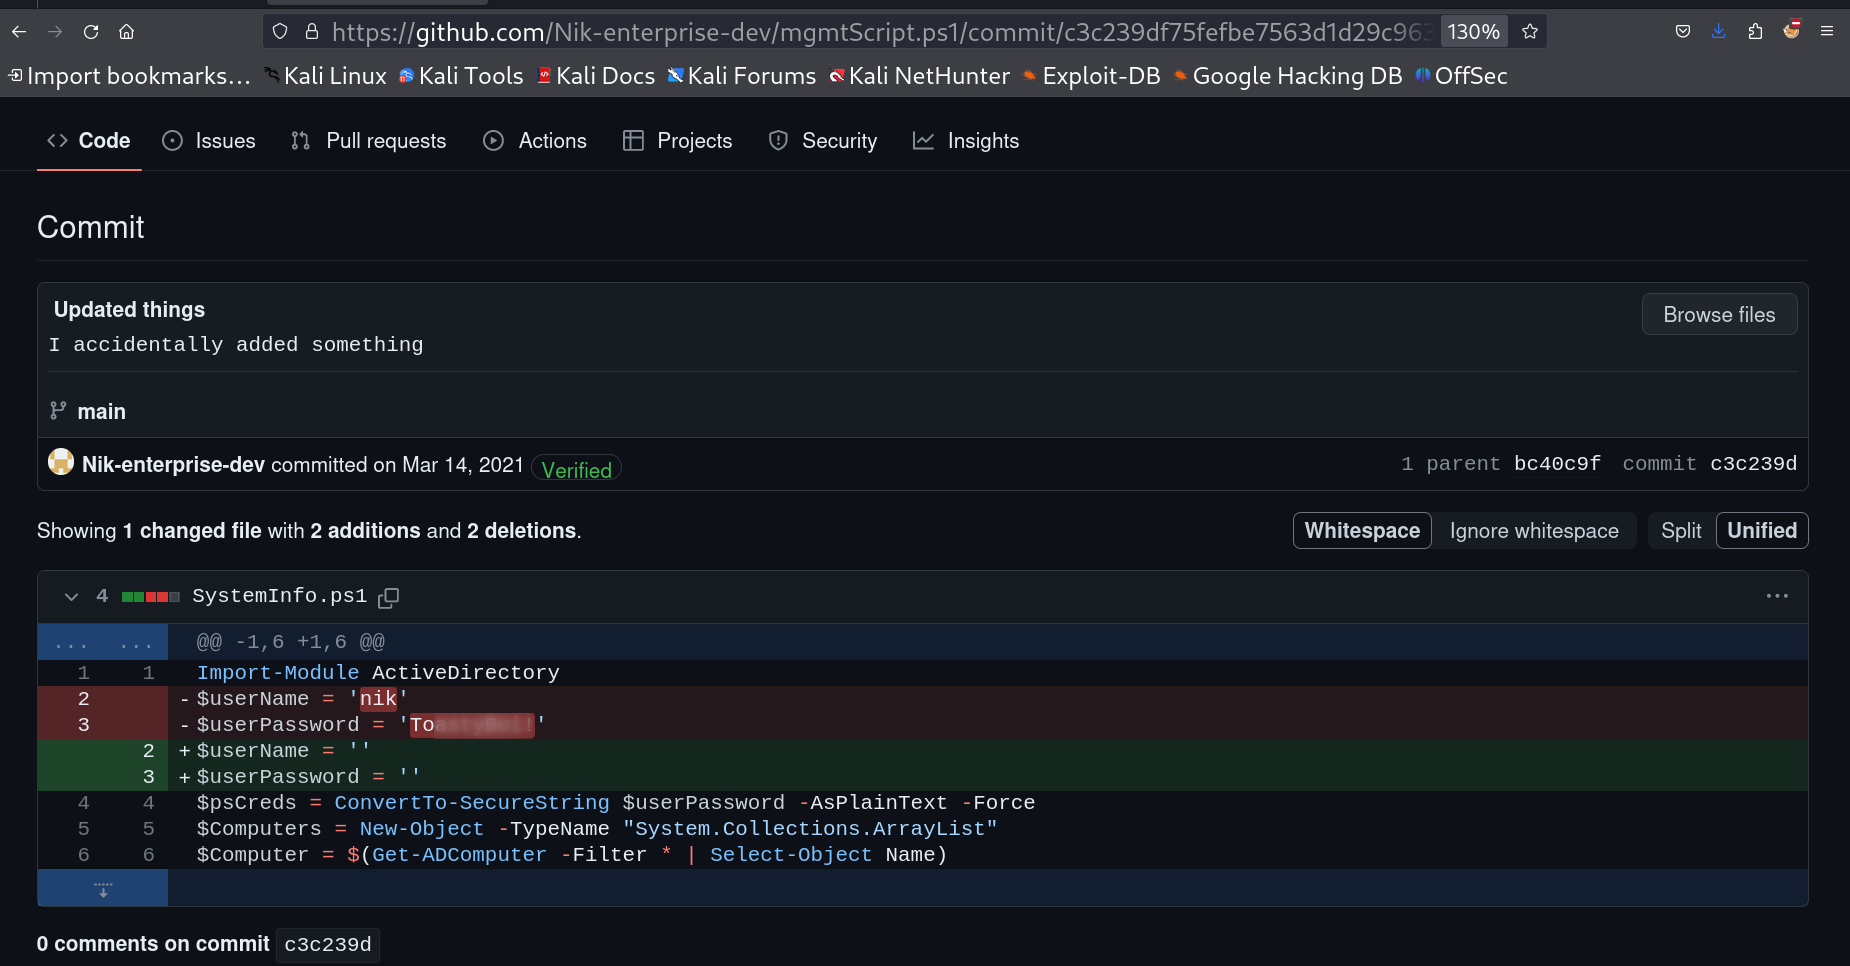 https://github.com/Nik-enterprise-dev/mgmtScript.ps1/commit/c3c239df75fefbe7563d1d29c963 130%
Import bookmarks... Kali Linux Kali Tools Kali Docs Kali Forums Kali NetHunter Exploit-DB Google Hacking DB OffSec
Code Issues Pull requests Actions Projects Security Insights
Commit
Updated things Browse files
I accidentally added something
main
Nik-enterprise-dev committed on Mar 14, 2021 Verified 1 parent bc40c9f commit c3c239d
Showing 1 changed file with 2 additions and 2 deletions. Whitespace Ignore whitespace Split Unified
4 SystemInfo.ps1 ...
... ... @@ -1,6 +1,6 @@
1 1 Import-Module ActiveDirectory
2 - $userName = 'nik'
3 - $userPassword = 'To'
2 + $userName = ''
3 + $userPassword = ''
4 4 $psCreds = ConvertTo-SecureString $userPassword -AsPlainText -Force
5 5 $Computers = New-Object -TypeName "System.Collections.ArrayList"
6 6 $Computer = $(Get-ADComputer -Filter * | Select-Object Name)
0 comments on commit c3c239d